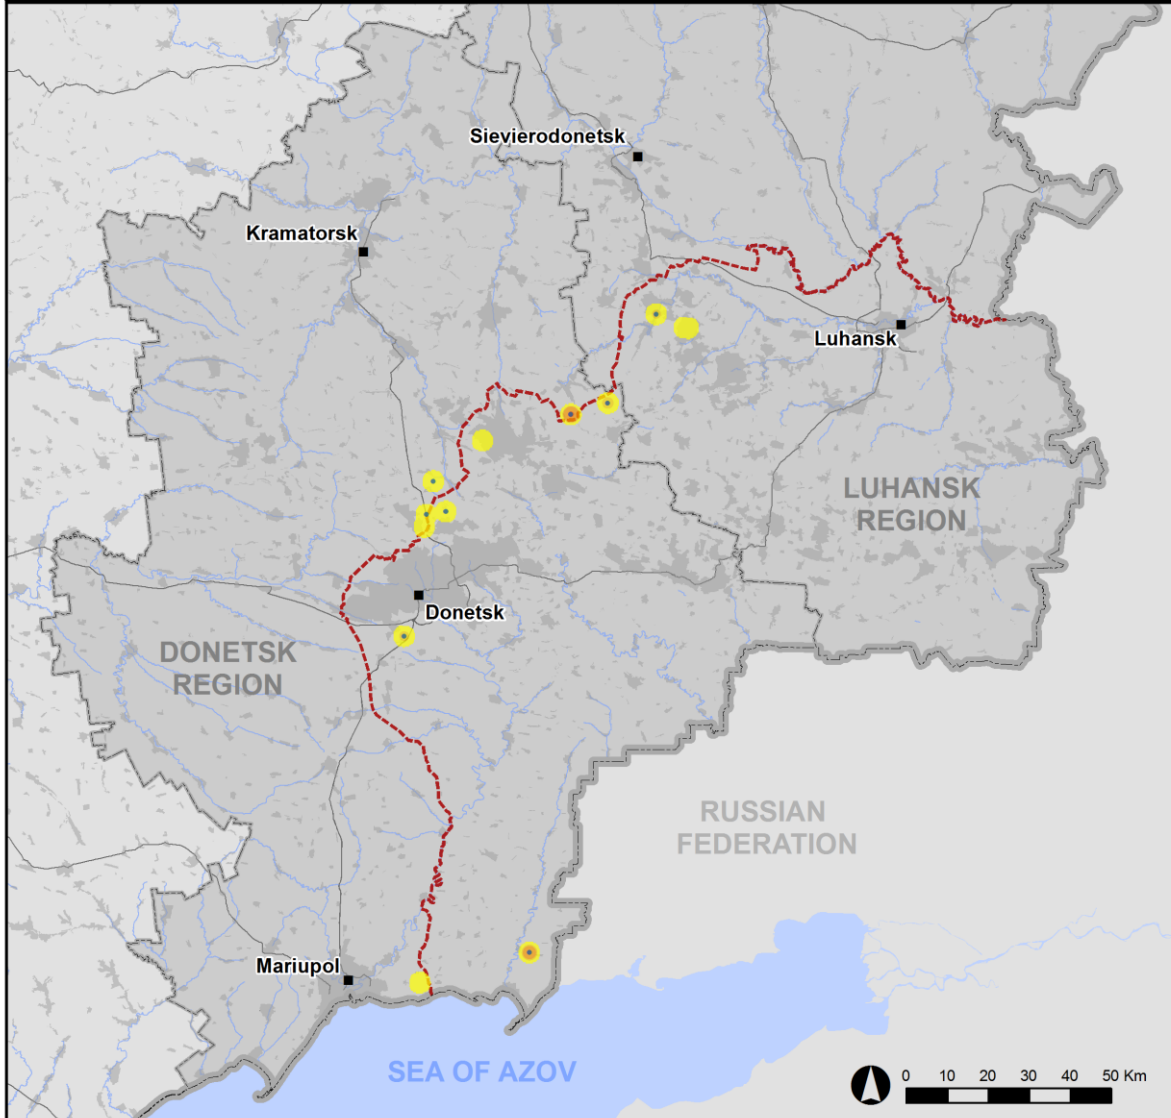 Sievierodonetsk
Kramatorsk
Luhansk
LUHANSK
REGION
Donetsk
DONETSK
REGION
RUSSIAN
FEDERATION
Mariupol
SEA OF AZOV
0 10 20 30 40 50 Km